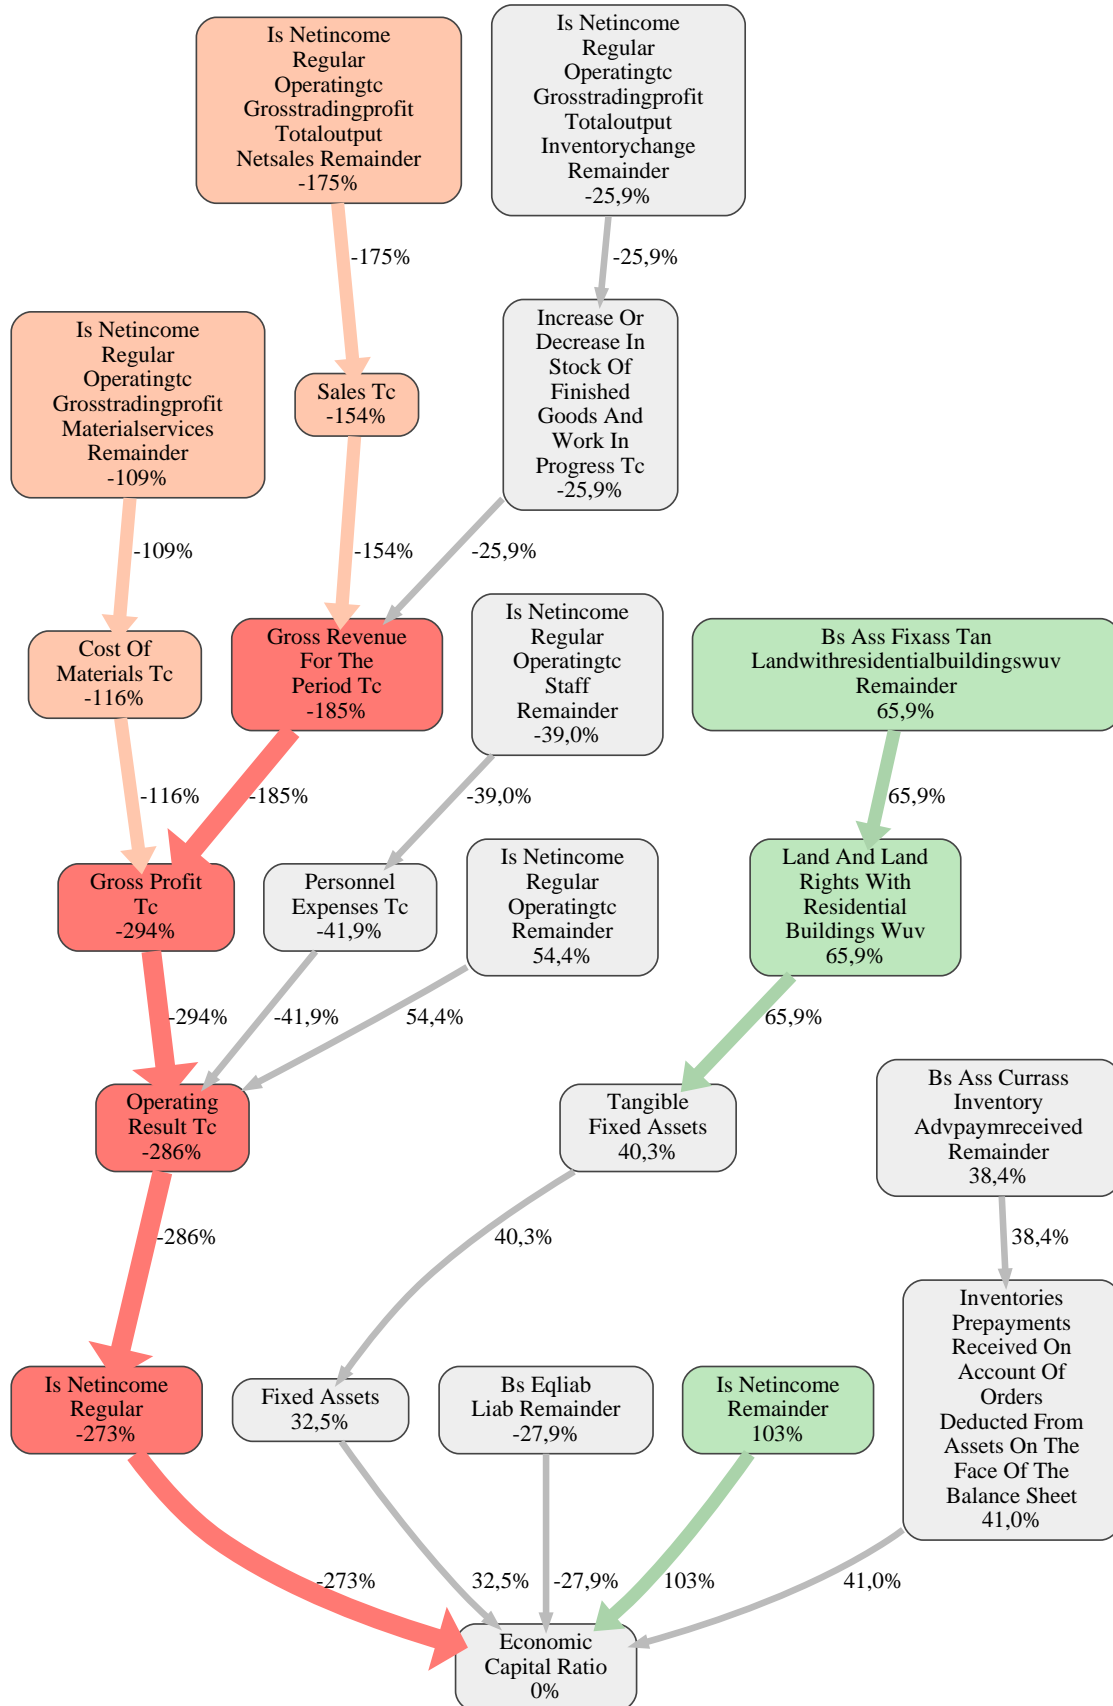 Is Netincome
Regular
Operatingtc
Grosstradingprofit
Totaloutput
Netsales Remainder
-175%
Is Netincome
Regular
Operatingtc
Grosstradingprofit
Totaloutput
Inventorychange
Remainder
-25,9%
-175%
-25,9%
Is Netincome
Regular
Operatingtc
Grosstradingprofit
Materialservices
Remainder
-109%
Sales Tc
-154%
Increase Or
Decrease In
Stock Of
Finished
Goods And
Work In
Progress Tc
-25,9%
-109%
-154%
-25,9%
Cost Of
Materials Tc
-116%
Gross Revenue
For The
Period Tc
-185%
Is Netincome
Regular
Operatingtc
Staff
Remainder
-39,0%
Bs Ass Fixass Tan
Landwithresidentialbuildingswuv
Remainder
65,9%
-116%
-185%
-39,0%
65,9%
Gross Profit
Tc
-294%
Personnel
Expenses Tc
-41,9%
Is Netincome
Regular
Operatingtc
Remainder
54,4%
Land And Land
Rights With
Residential
Buildings Wuv
65,9%
-294%
-41,9%
54,4%
65,9%
Operating
Result Tc
-286%
Tangible
Fixed Assets
40,3%
Bs Ass Currass
Inventory
Advpaymreceived
Remainder
38,4%
-286%
40,3%
38,4%
Is Netincome
Regular
-273%
Fixed Assets
32,5%
Bs Eqliab
Liab Remainder
-27,9%
Is Netincome
Remainder
103%
Inventories
Prepayments
Received On
Account Of
Orders
Deducted From
Assets On The
Face Of The
Balance Sheet
41,0%
-273%
32,5%
-27,9%
103%
41,0%
Economic
Capital Ratio
0%